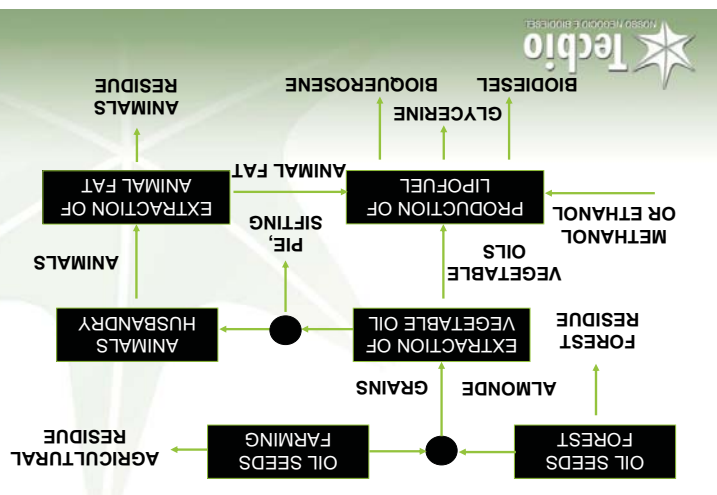 OIL SEEDS
FOREST
OIL SEEDS
FARMING
AGRICULTURAL
RESIDUE
ALMONDE
GRAINS
FOREST
RESIDUE
EXTRACTION OF
VEGETABLE OIL
ANIMALS
HUSBANDRY
VEGETABLE
OILS
PIE,
SIFTING
ANIMALS
METHANOL
OR ETHANOL
PRODUCTION OF
LIPOFUEL
ANIMAL FAT
EXTRACTION OF
ANIMAL FAT
BIODIESEL
GLYCERINE
BIOQUEROSENE
ANIMALS
RESIDUE
Tecbio
NOSSO NEGÓCIO É BIODIESEL